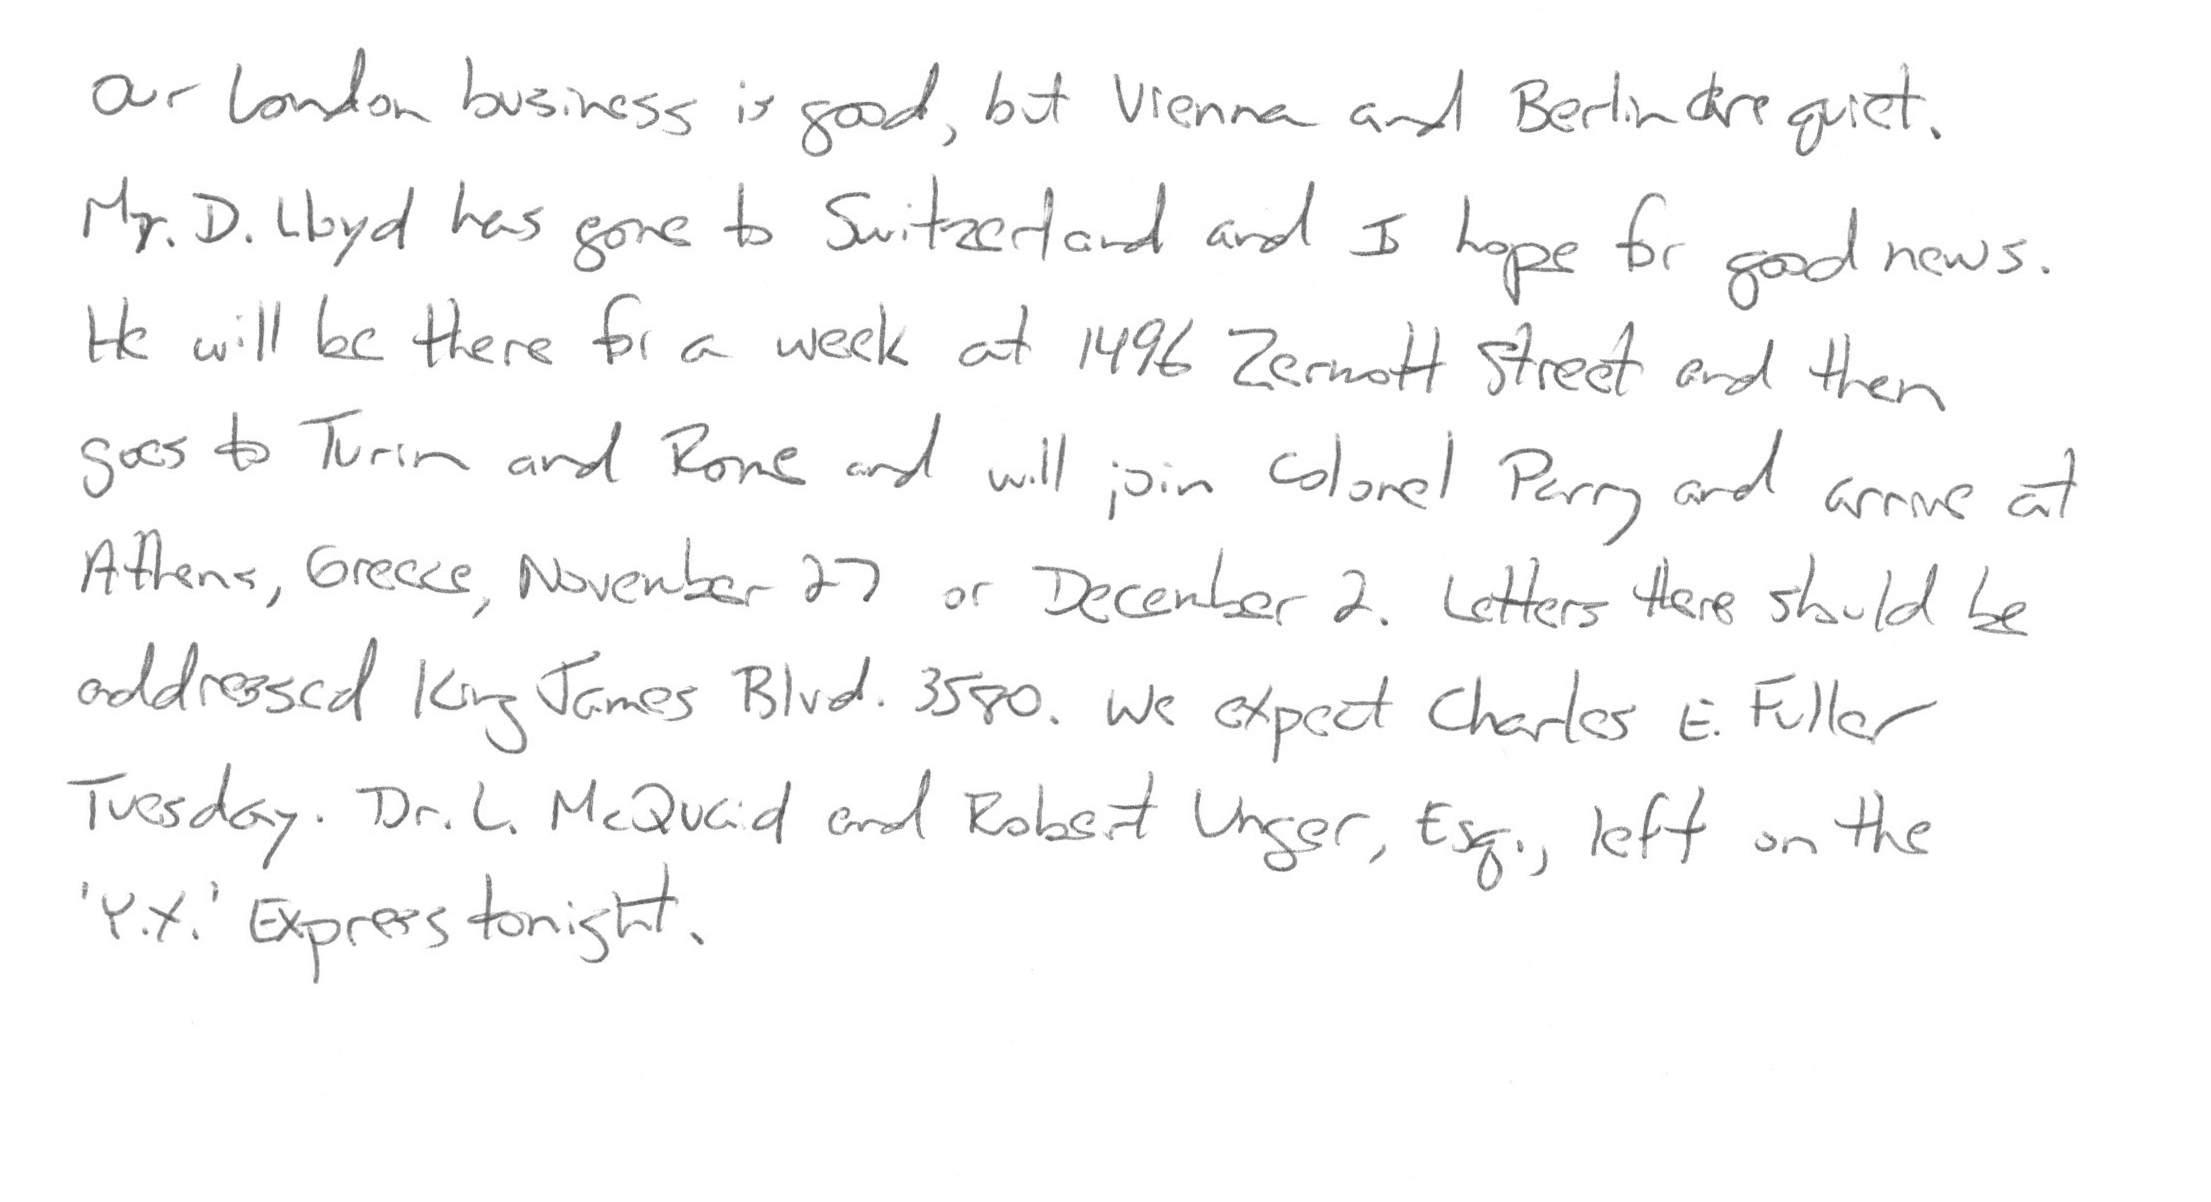 Our London business is good, but Vienna and Berlin are quiet.
Mr. D. Lloyd has gone to Switzerland and I hope for good news.
He will be there for a week at 1496 Zermott Street and then
goes to Turin and Rome and will join Colonel Parry and arrive at
Athens, Greece, November 27 or December 2. Letters there should be
addressed King James Blvd. 3580. We expect Charles E. Fuller
Tuesday. Dr. L. McQuaid and Robert Unger, Esq., left on the
'Y.X.' Express tonight.